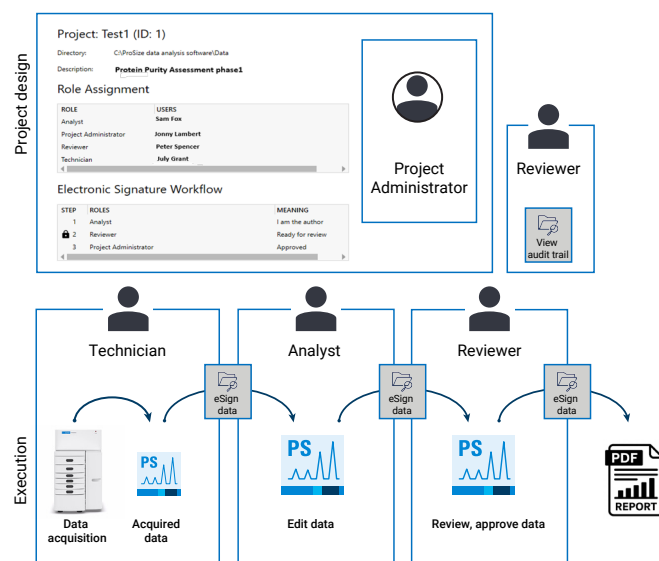 Project design
Project: Test1 (ID: 1)
Directory: C:\ProSize data analysis software\Data
Description: Protein Purity Assessment phase1
Role Assignment
ROLE USERS
Analyst Sam Fox
Project Administrator Jonny Lambert
Reviewer Peter Spencer
Technician July Grant
Electronic Signature Workflow
STEP ROLES MEANING
1 Analyst I am the author
2 Reviewer Ready for review
3 Project Administrator Approved
Project
Administrator
Reviewer
View
audit trail
Execution
Technician
Analyst
Reviewer
eSign
data
eSign
data
eSign
data
PS
PS
PS
Data
acquisition
Acquired
data
Edit data
Review, approve data
PDF
REPORT